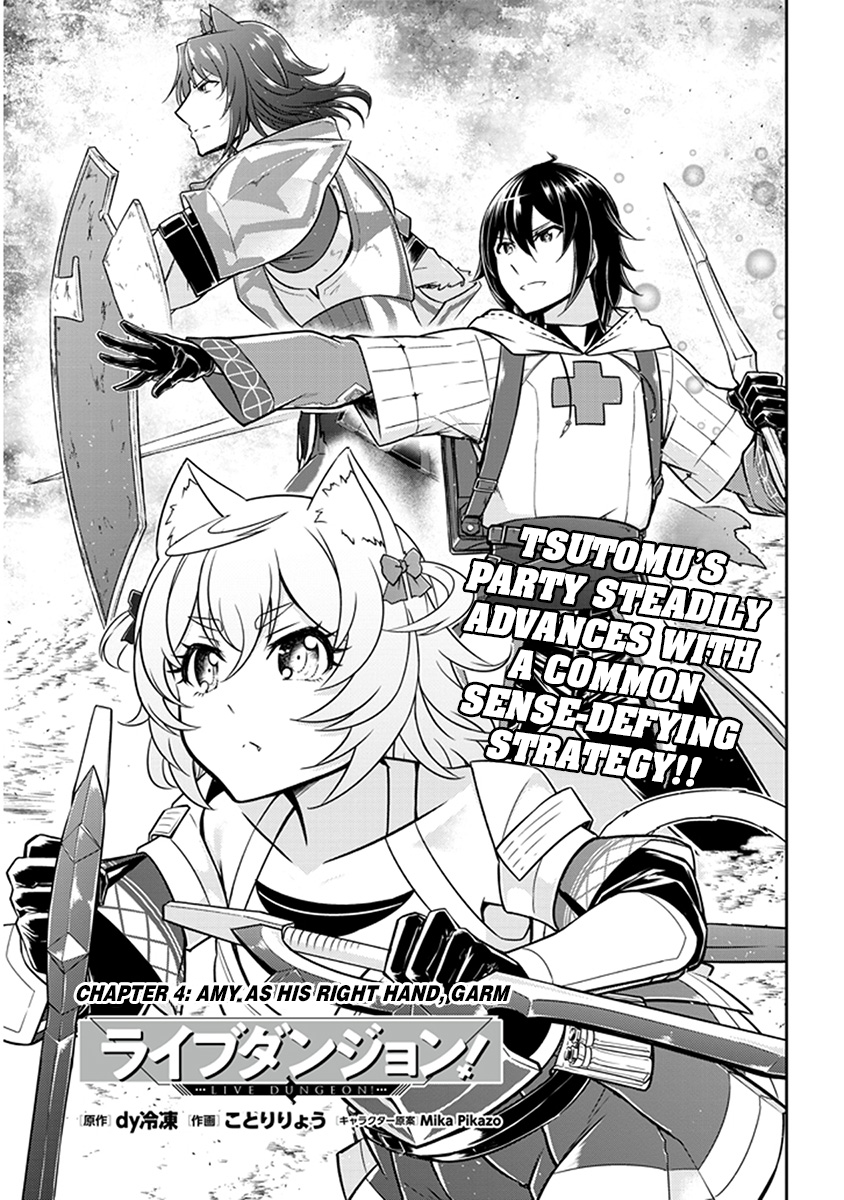 TSUTOMU'S
PARTY STEADILY
ADVANCES WITH
A COMMON
SENSE-DEFYING
STRATEGY!!
CHAPTER 4: AMY AS HIS RIGHT HAND, GARM
ライブダンジョン!
LIVE DUNGEON!
[原作] dy冷凍 [作画] ことりりょう [キャラクター原案] Mika Pikazo